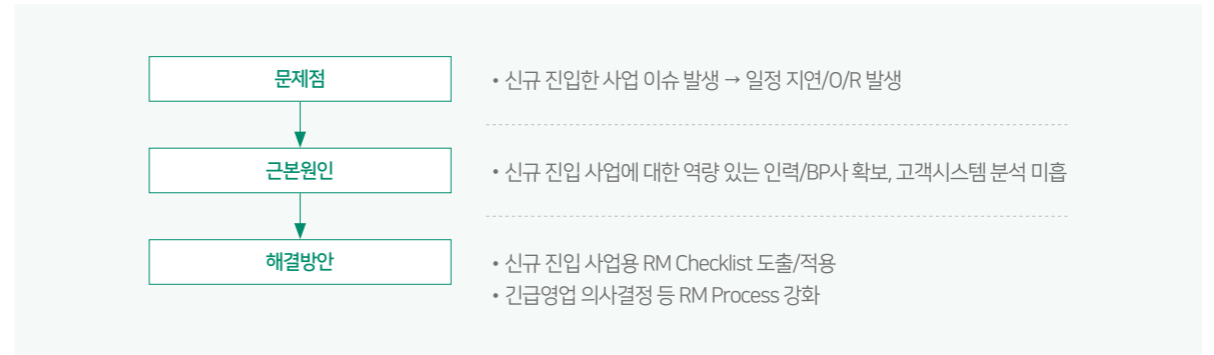 문제점
• 신규 진입한 사업 이슈 발생 → 일정 지연/O/R 발생
근본원인
• 신규 진입 사업에 대한 역량 있는 인력/BP사 확보, 고객시스템 분석 미흡
해결방안
• 신규 진입 사업용 RM Checklist 도출/적용
• 긴급영업 의사결정 등 RM Process 강화